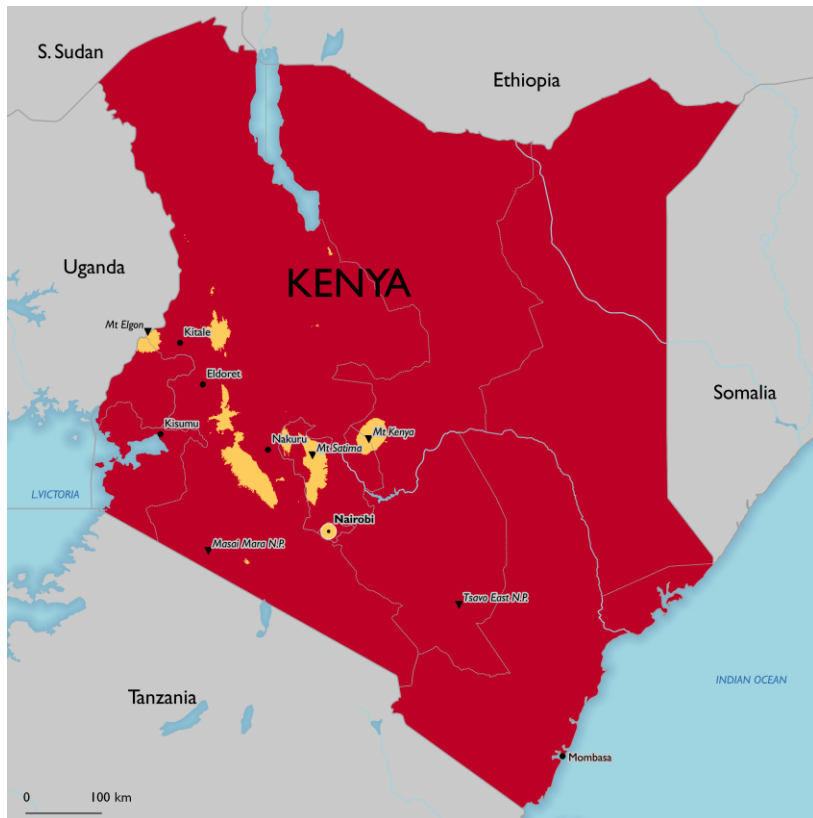 S. Sudan
Ethiopia
Uganda
KENYA
Mt Elgon
Kitale
Eldoret
Somalia
Kisumu
Mt Kenya
Nakuru
Mt Satima
L.VICTORIA
Nairobi
Masai Mara N.P.
Tsavo East N.P.
Tanzania
INDIAN OCEAN
Mombasa
0 100 km